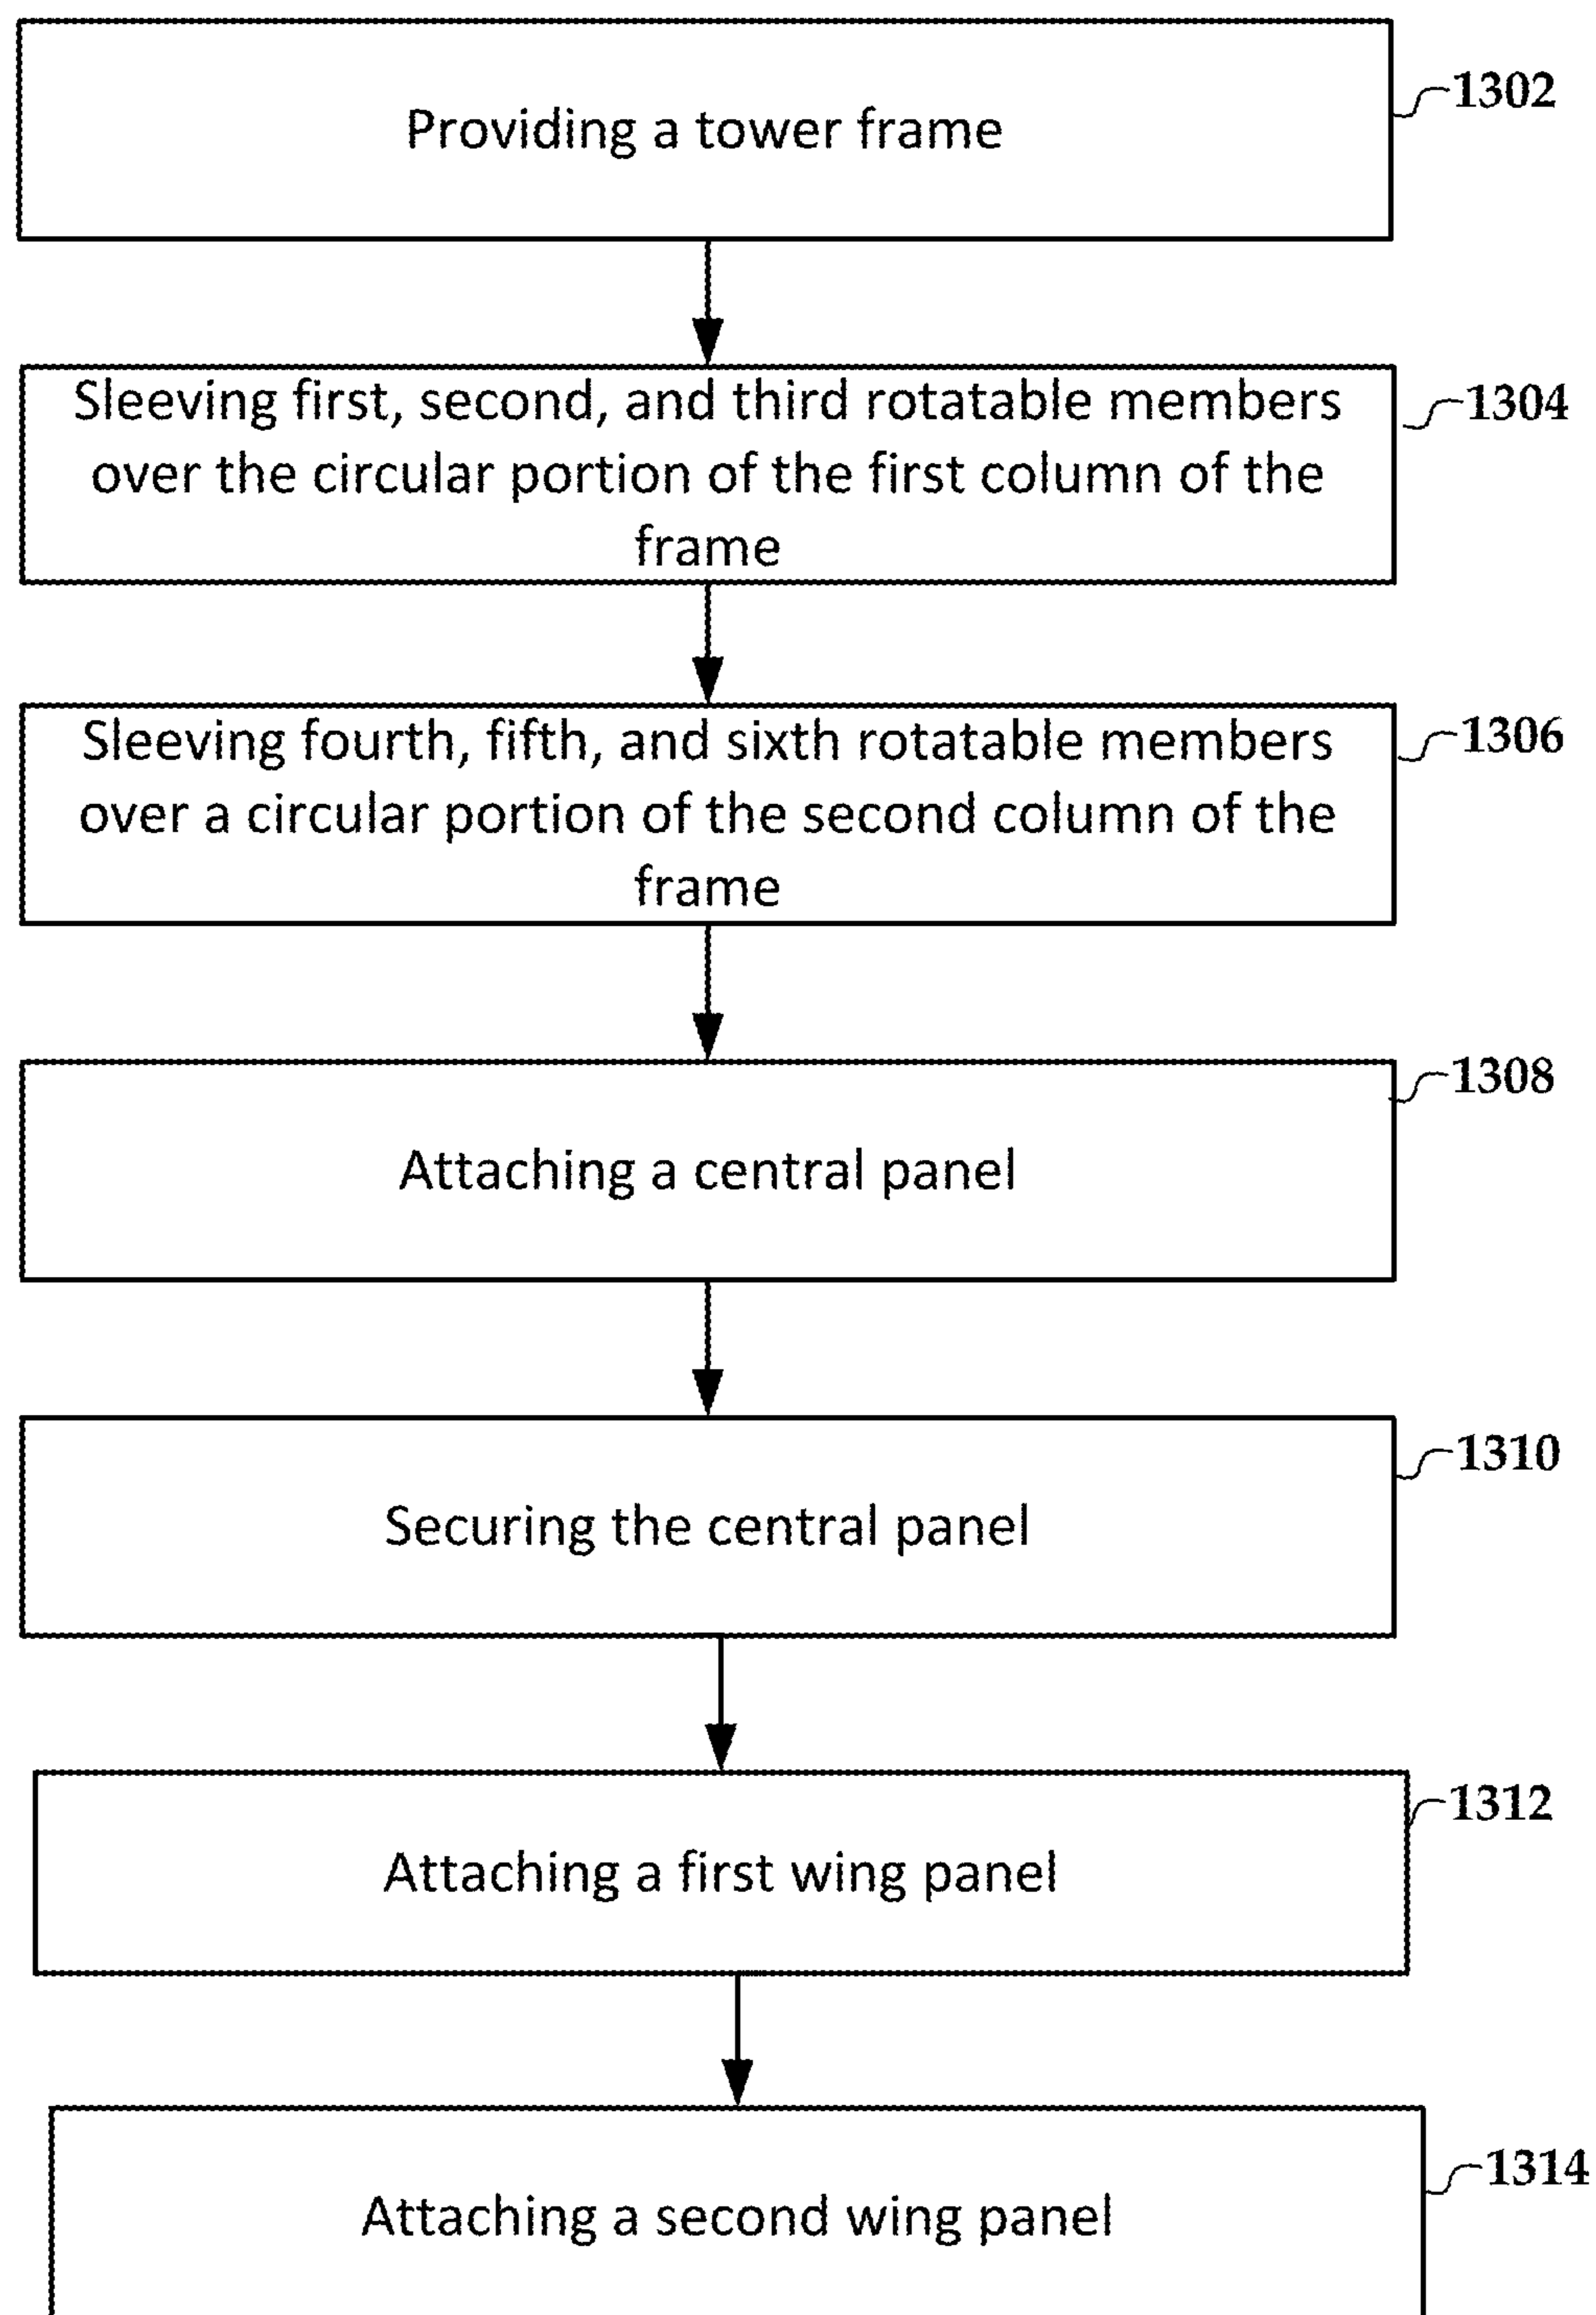 Providing a tower frame
1302
Sleeving first, second, and third rotatable members
over the circular portion of the first column of the
frame
1304
Sleeving fourth, fifth, and sixth rotatable members
over a circular portion of the second column of the
frame
1306
Attaching a central panel
1308
Securing the central panel
1310
Attaching a first wing panel
1312
Attaching a second wing panel
1314